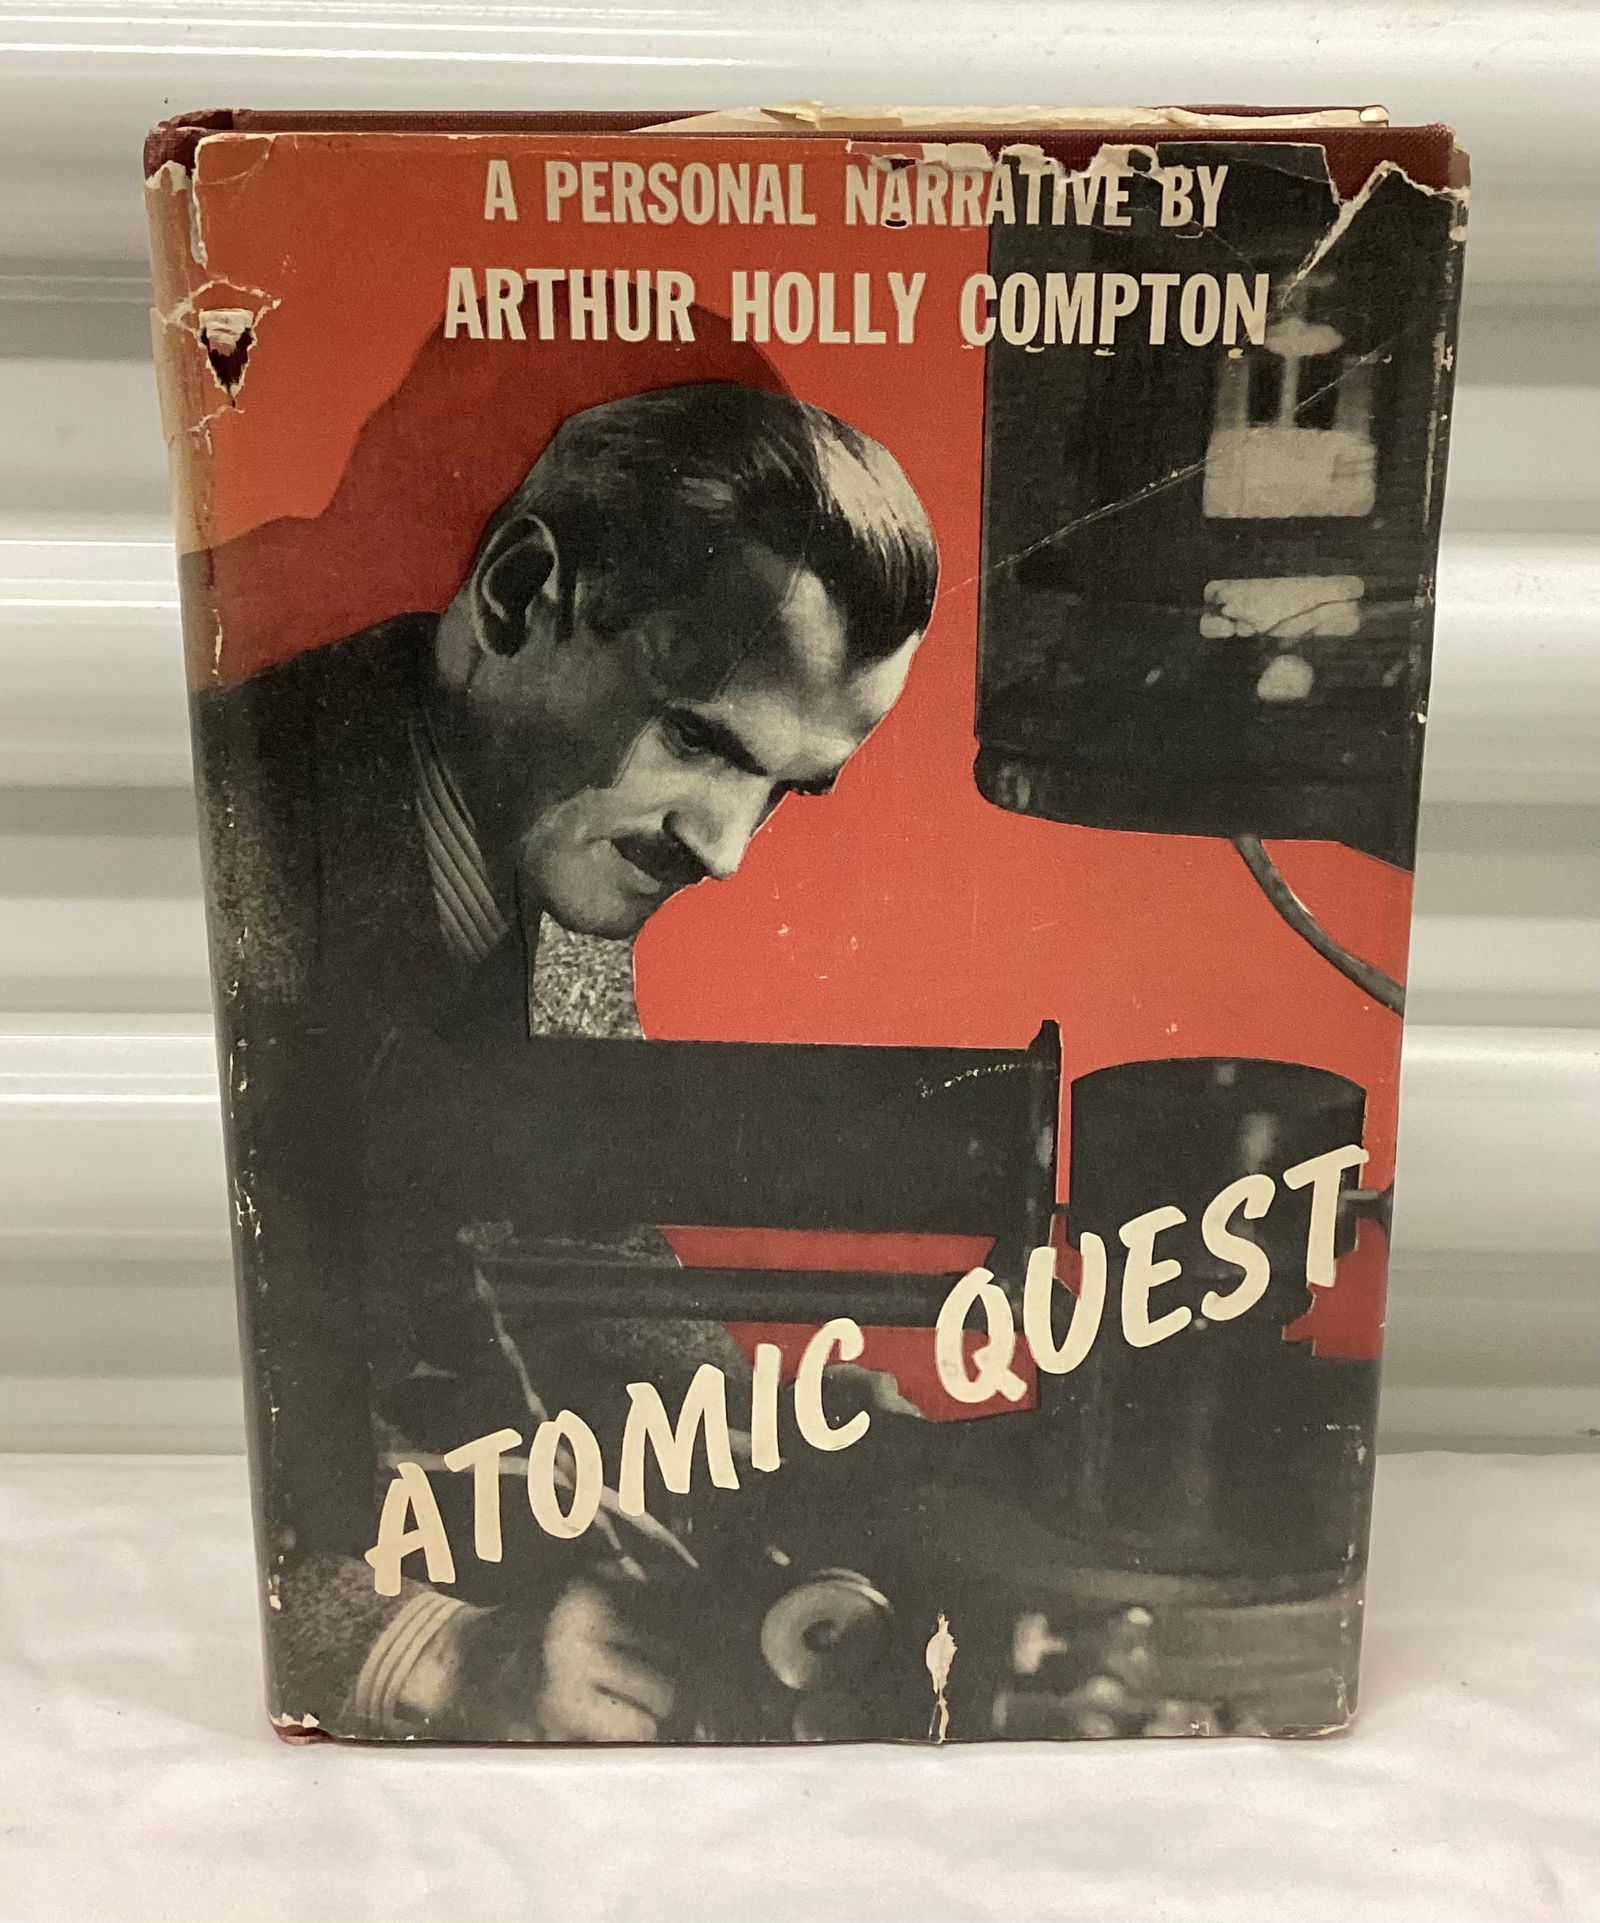 A PERSONAL NARRATIVE BY
ARTHUR HOLLY COMPTON
ATOMIC QUEST